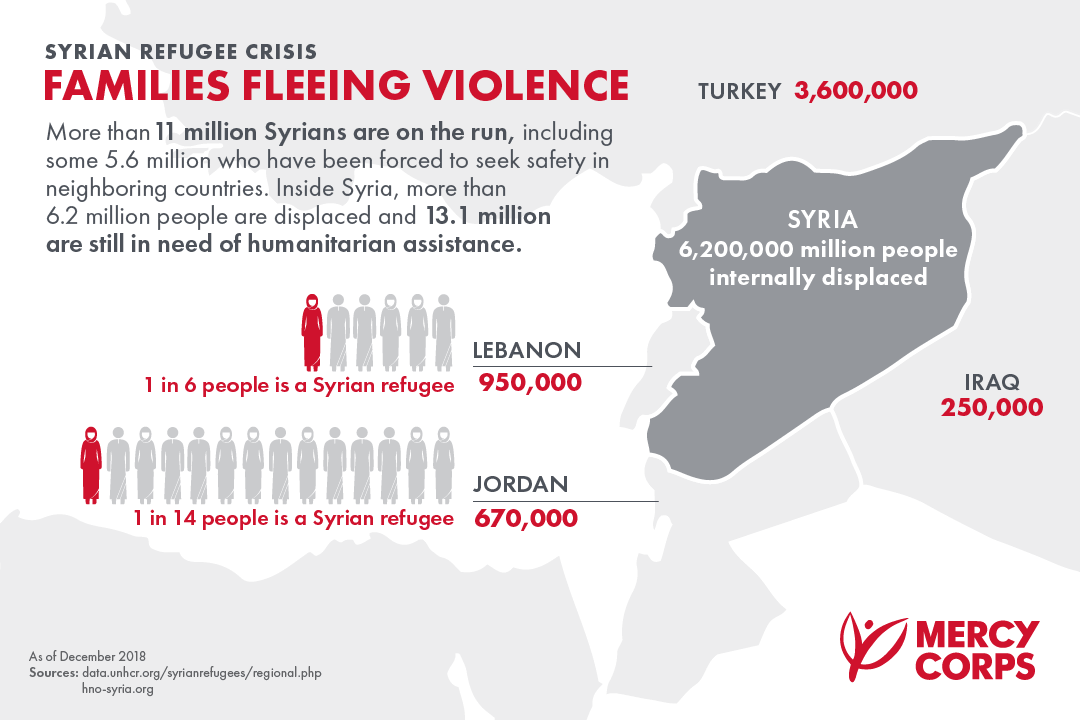 SYRIAN REFUGEE CRISIS
FAMILIES FLEEING VIOLENCE
More than 11 million Syrians are on the run, including
some 5.6 million who have been forced to seek safety in
neighboring countries. Inside Syria, more than
6.2 million people are displaced and 13.1 million
are still in need of humanitarian assistance.
TURKEY 3,600,000
SYRIA
6,200,000 million people
internally displaced
LEBANON
1 in 6 people is a Syrian refugee 950,000
IRAQ
250,000
JORDAN
1 in 14 people is a Syrian refugee 670,000
As of December 2018
Sources: data.unhcr.org/syrianrefugees/regional.php
hno-syria.org
MERCY
CORPS